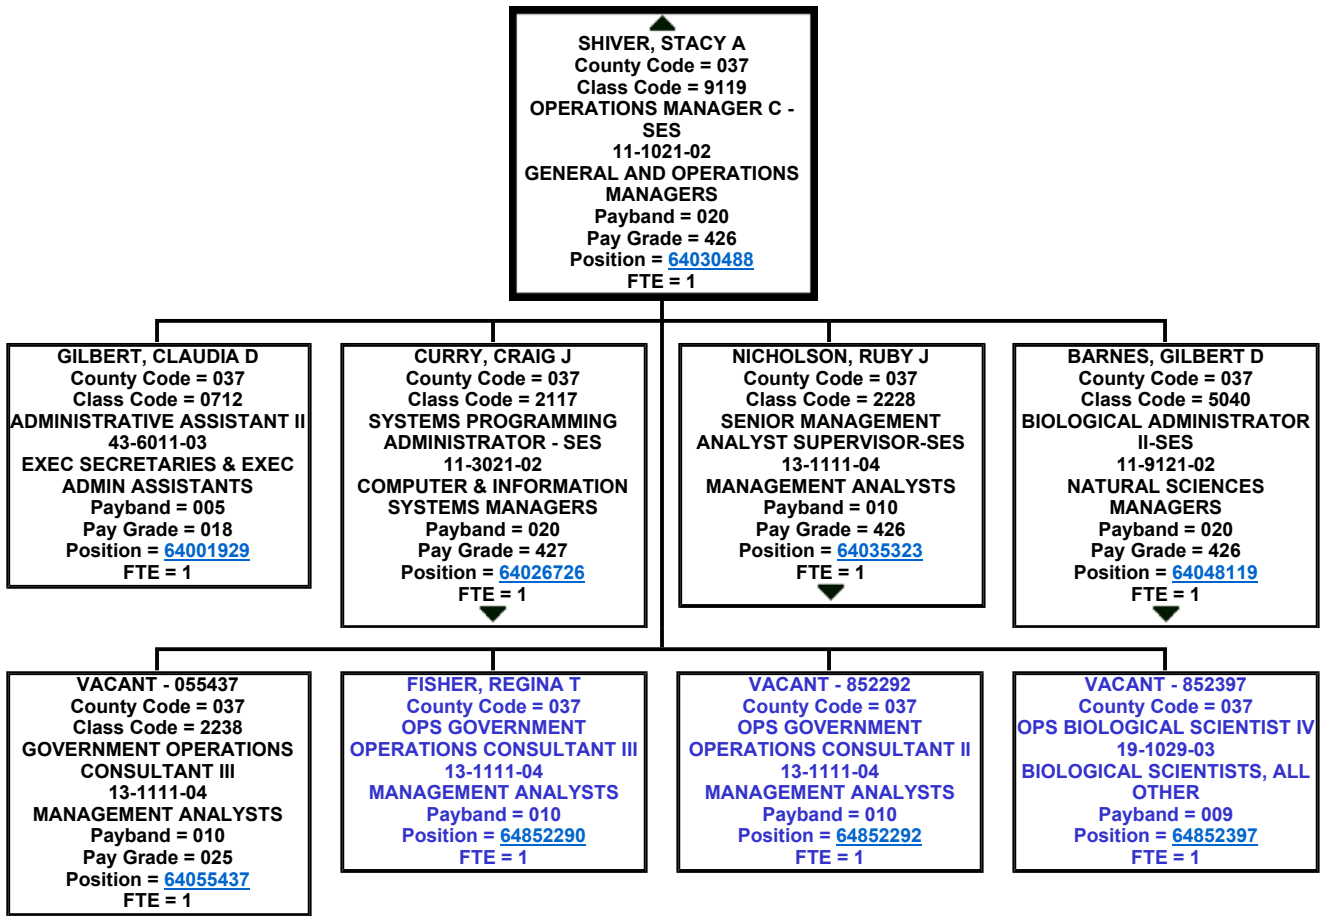 SHIVER, STACY A
County Code = 037
Class Code = 9119
OPERATIONS MANAGER C -
SES
11-1021-02
GENERAL AND OPERATIONS
MANAGERS
Payband = 020
Pay Grade = 426
Position = 64030488
FTE = 1
GILBERT, CLAUDIA D
County Code = 037
Class Code = 0712
ADMINISTRATIVE ASSISTANT II
43-6011-03
EXEC SECRETARIES & EXEC
ADMIN ASSISTANTS
Payband = 005
Pay Grade = 018
Position = 64001929
FTE = 1
CURRY, CRAIG J
County Code = 037
Class Code = 2117
SYSTEMS PROGRAMMING
ADMINISTRATOR - SES
11-3021-02
COMPUTER & INFORMATION
SYSTEMS MANAGERS
Payband = 020
Pay Grade = 427
Position = 64026726
FTE = 1
NICHOLSON, RUBY J
County Code = 037
Class Code = 2228
SENIOR MANAGEMENT
ANALYST SUPERVISOR-SES
13-1111-04
MANAGEMENT ANALYSTS
Payband = 010
Pay Grade = 426
Position = 64035323
FTE = 1
BARNES, GILBERT D
County Code = 037
Class Code = 5040
BIOLOGICAL ADMINISTRATOR
II-SES
11-9121-02
NATURAL SCIENCES
MANAGERS
Payband = 020
Pay Grade = 426
Position = 64048119
FTE = 1
VACANT - 055437
County Code = 037
Class Code = 2238
GOVERNMENT OPERATIONS
CONSULTANT III
13-1111-04
MANAGEMENT ANALYSTS
Payband = 010
Pay Grade = 025
Position = 64055437
FTE = 1
FISHER, REGINA T
County Code = 037
OPS GOVERNMENT
OPERATIONS CONSULTANT III
13-1111-04
MANAGEMENT ANALYSTS
Payband = 010
Position = 64852290
FTE = 1
VACANT - 852292
County Code = 037
OPS GOVERNMENT
OPERATIONS CONSULTANT II
13-1111-04
MANAGEMENT ANALYSTS
Payband = 010
Position = 64852292
FTE = 1
VACANT - 852397
County Code = 037
OPS BIOLOGICAL SCIENTIST IV
19-1029-03
BIOLOGICAL SCIENTISTS, ALL
OTHER
Payband = 009
Position = 64852397
FTE = 1